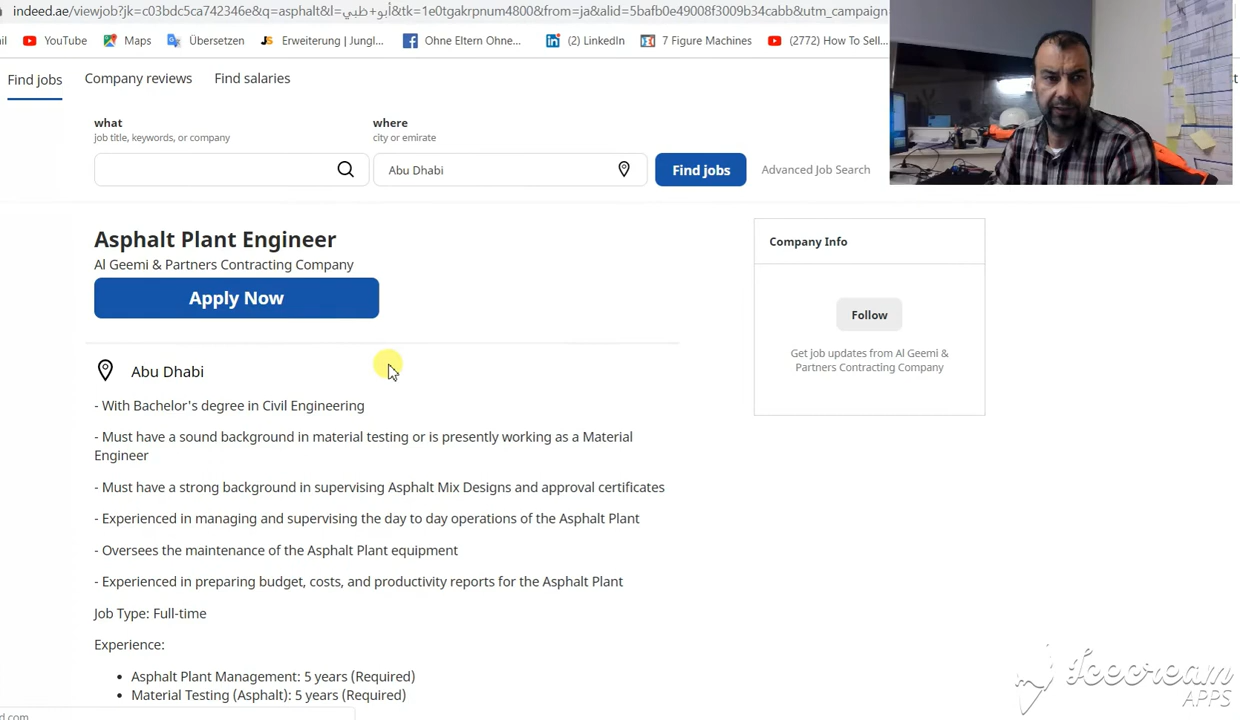 indeed.ae/viewjob?jk=c03bdc5ca742346e&q=asphalt&l=أبو+ظبي&tk=1e0tgakrpnum4800&from=ja&alid=5bafb0e49008f3009b34cabb&utm_campaign
il YouTube Maps Übersetzen JS Erweiterung | Jungl... Ohne Eltern Ohne... (2) LinkedIn 7 Figure Machines (2772) How To Sell...
Find jobs Company reviews Find salaries
what where
job title, keywords, or company city or emirate
Abu Dhabi Find jobs Advanced Job Search
Asphalt Plant Engineer
Al Geemi & Partners Contracting Company
Apply Now
Abu Dhabi
- With Bachelor's degree in Civil Engineering
- Must have a sound background in material testing or is presently working as a Material
Engineer
- Must have a strong background in supervising Asphalt Mix Designs and approval certificates
- Experienced in managing and supervising the day to day operations of the Asphalt Plant
- Oversees the maintenance of the Asphalt Plant equipment
- Experienced in preparing budget, costs, and productivity reports for the Asphalt Plant
Job Type: Full-time
Experience:
• Asphalt Plant Management: 5 years (Required)
• Material Testing (Asphalt): 5 years (Required)
Company Info
Follow
Get job updates from Al Geemi &
Partners Contracting Company
d.com
Icecream
APPS